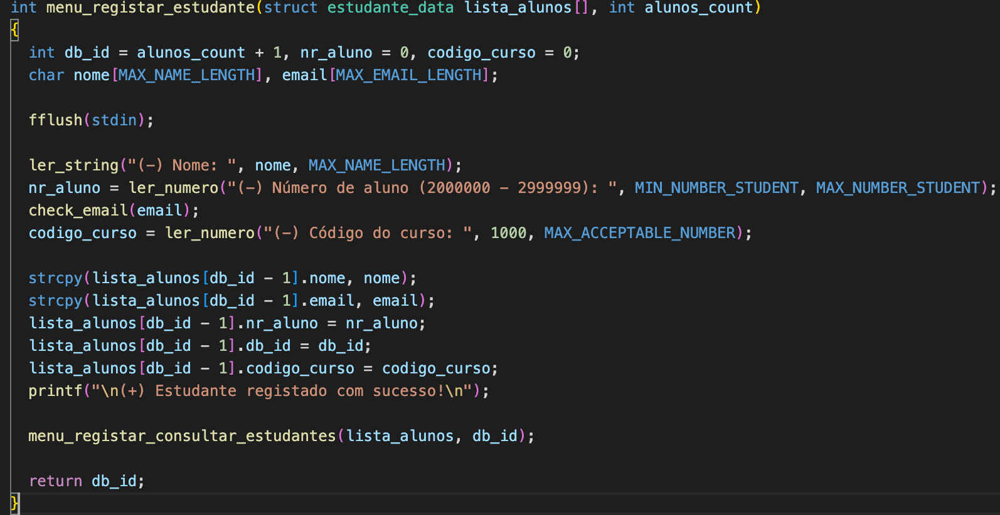 int menu_registar_estudante(struct estudante_data lista_alunos[], int alunos_count)
{
int db_id = alunos_count + 1, nr_aluno = 0, codigo_curso = 0;
char nome[MAX_NAME_LENGTH], email[MAX_EMAIL_LENGTH];
fflush(stdin);
ler_string("(-) Nome: ", nome, MAX_NAME_LENGTH);
nr_aluno = ler_numero("(-) Número de aluno (2000000 - 2999999): ", MIN_NUMBER_STUDENT, MAX_NUMBER_STUDENT);
check_email(email);
codigo_curso = ler_numero("(-) Código do curso: ", 1000, MAX_ACCEPTABLE_NUMBER);
strcpy(lista_alunos[db_id - 1].nome, nome);
strcpy(lista_alunos[db_id - 1].email, email);
lista_alunos[db_id - 1].nr_aluno = nr_aluno;
lista_alunos[db_id - 1].db_id = db_id;
lista_alunos[db_id - 1].codigo_curso = codigo_curso;
printf("\n(+) Estudante registado com sucesso!\n");
menu_registar_consultar_estudantes(lista_alunos, db_id);
return db_id;
}